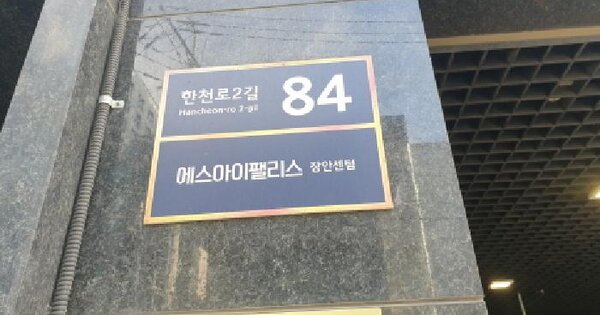 한천로2길 84
Hancheon-ro 2-gil
에스아이팰리스 장안센텀